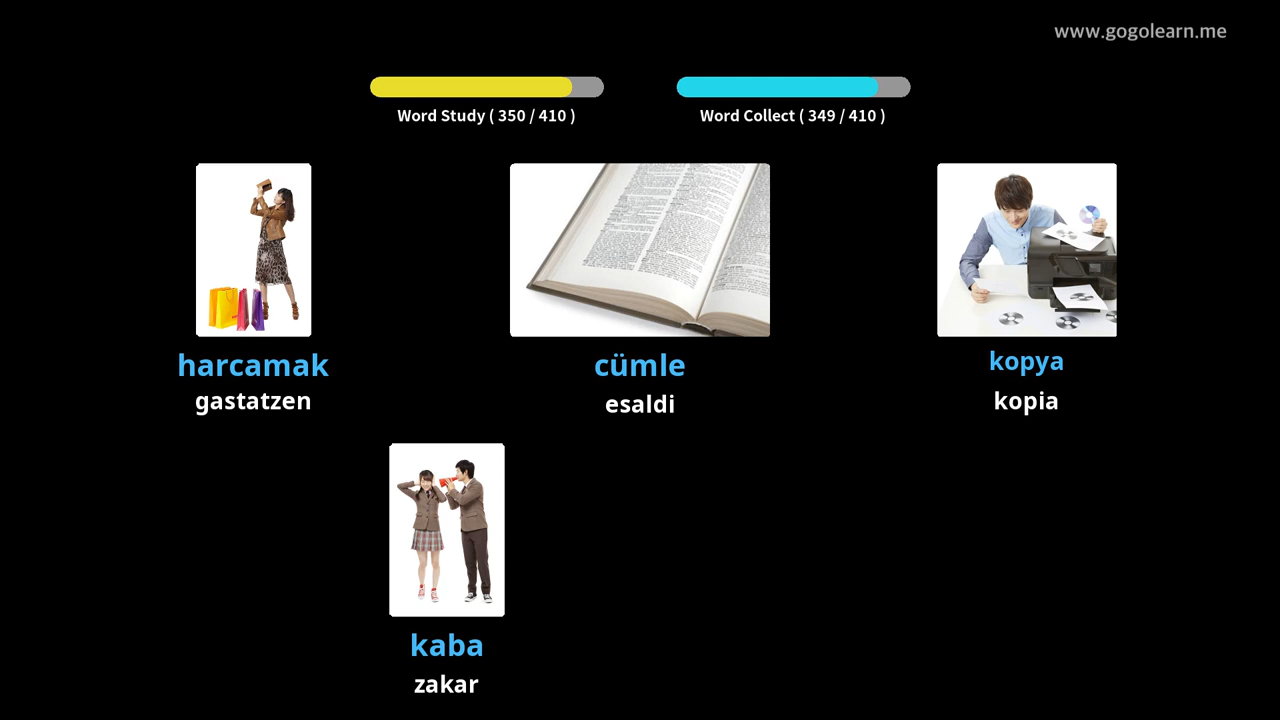 www.gogolearn.me
Word Study ( 350 / 410 )
Word Collect ( 349 / 410 )
harcamak
gastatzen
cümle
esaldi
kopya
kopia
kaba
zakar